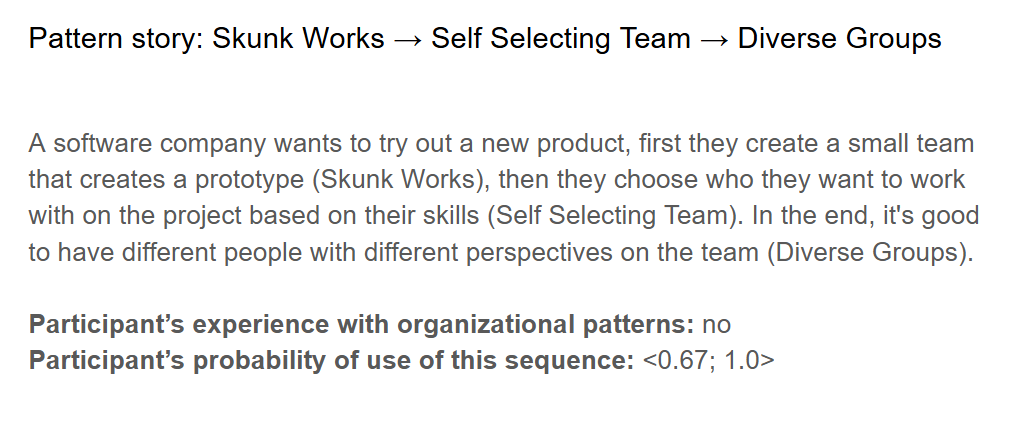 Pattern story: Skunk Works → Self Selecting Team → Diverse Groups
A software company wants to try out a new product, first they create a small team
that creates a prototype (Skunk Works), then they choose who they want to work
with on the project based on their skills (Self Selecting Team). In the end, it's good
to have different people with different perspectives on the team (Diverse Groups).
Participant’s experience with organizational patterns: no
Participant’s probability of use of this sequence: <0.67; 1.0>